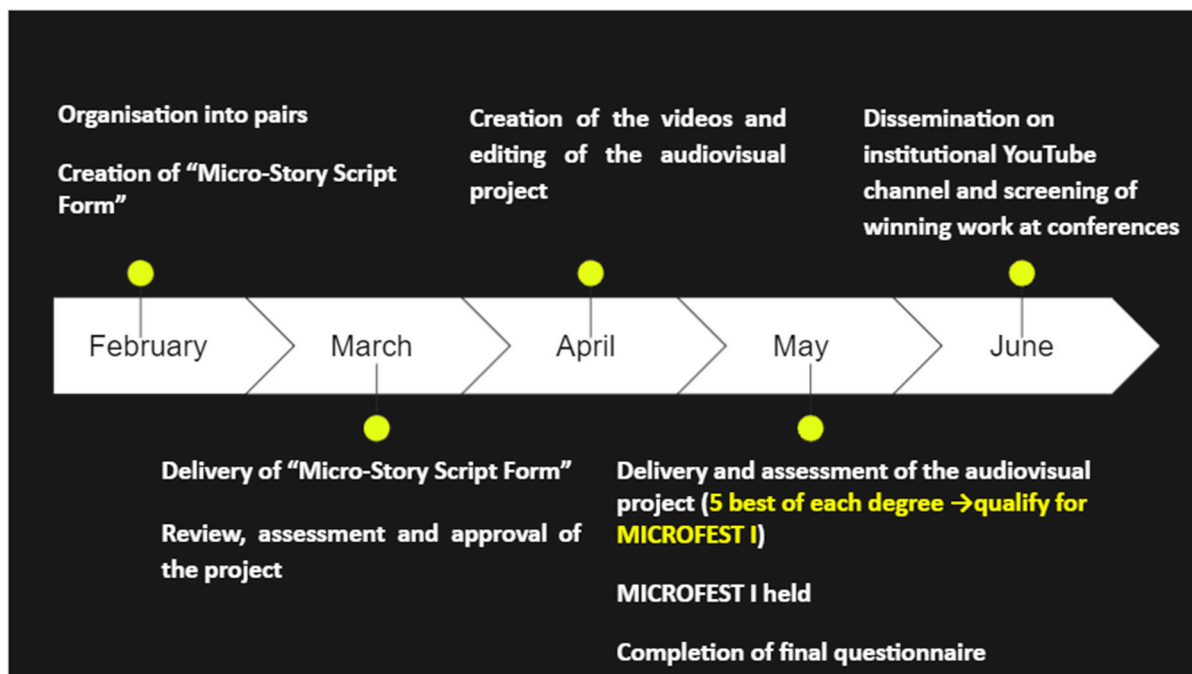 Organisation into pairs
Creation of “Micro-Story Script
Form”
Creation of the videos and
editing of the audiovisual
project
Dissemination on
institutional YouTube
channel and screening of
winning work at conferences
February
March
April
May
June
Delivery of “Micro-Story Script Form”
Review, assessment and approval of
the project
Delivery and assessment of the audiovisual
project (5 best of each degree →qualify for
MICROFEST I)
MICROFEST I held
Completion of final questionnaire